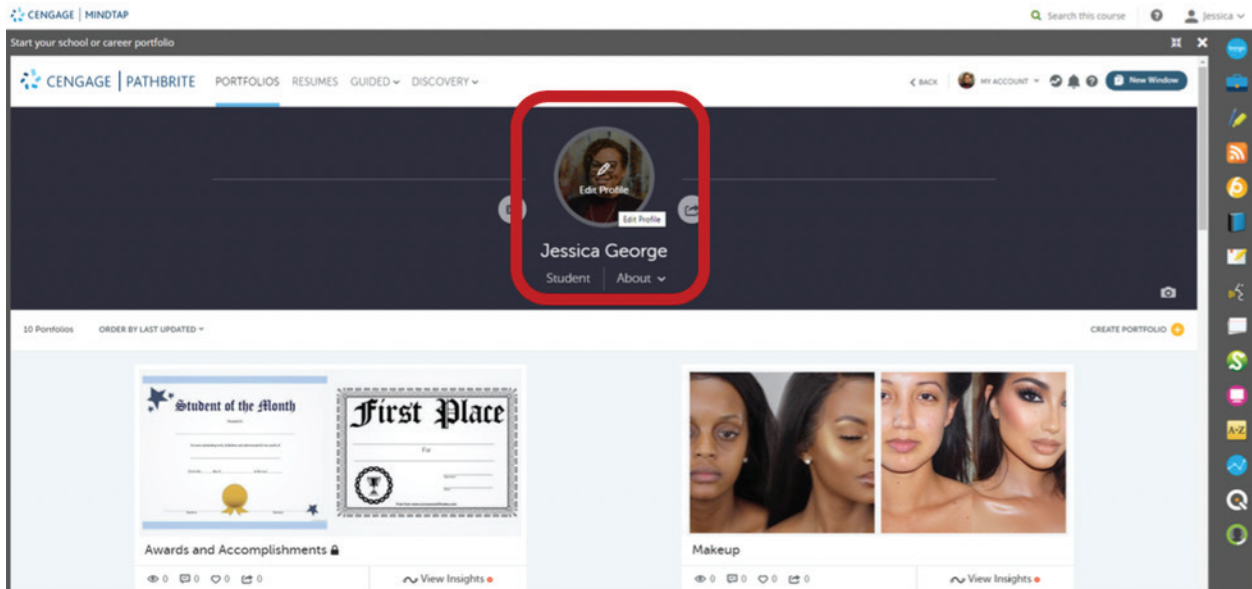 CENGAGE | MINDTAP
Search this course
Jessica
Start your school or career portfolio
CENGAGE | PATHBRITE PORTFOLIOS RESUMES GUIDED DISCOVERY
< BACK MY ACCOUNT New Window
Edit Profile
Edit Profile
Jessica George
Student | About
10 Portfolios ORDER BY LAST UPDATED
CREATE PORTFOLIO
Student of the Month
First Place
For
A-Z
Awards and Accomplishments
Makeup
0 0 0 0 View Insights
0 0 0 0 View Insights